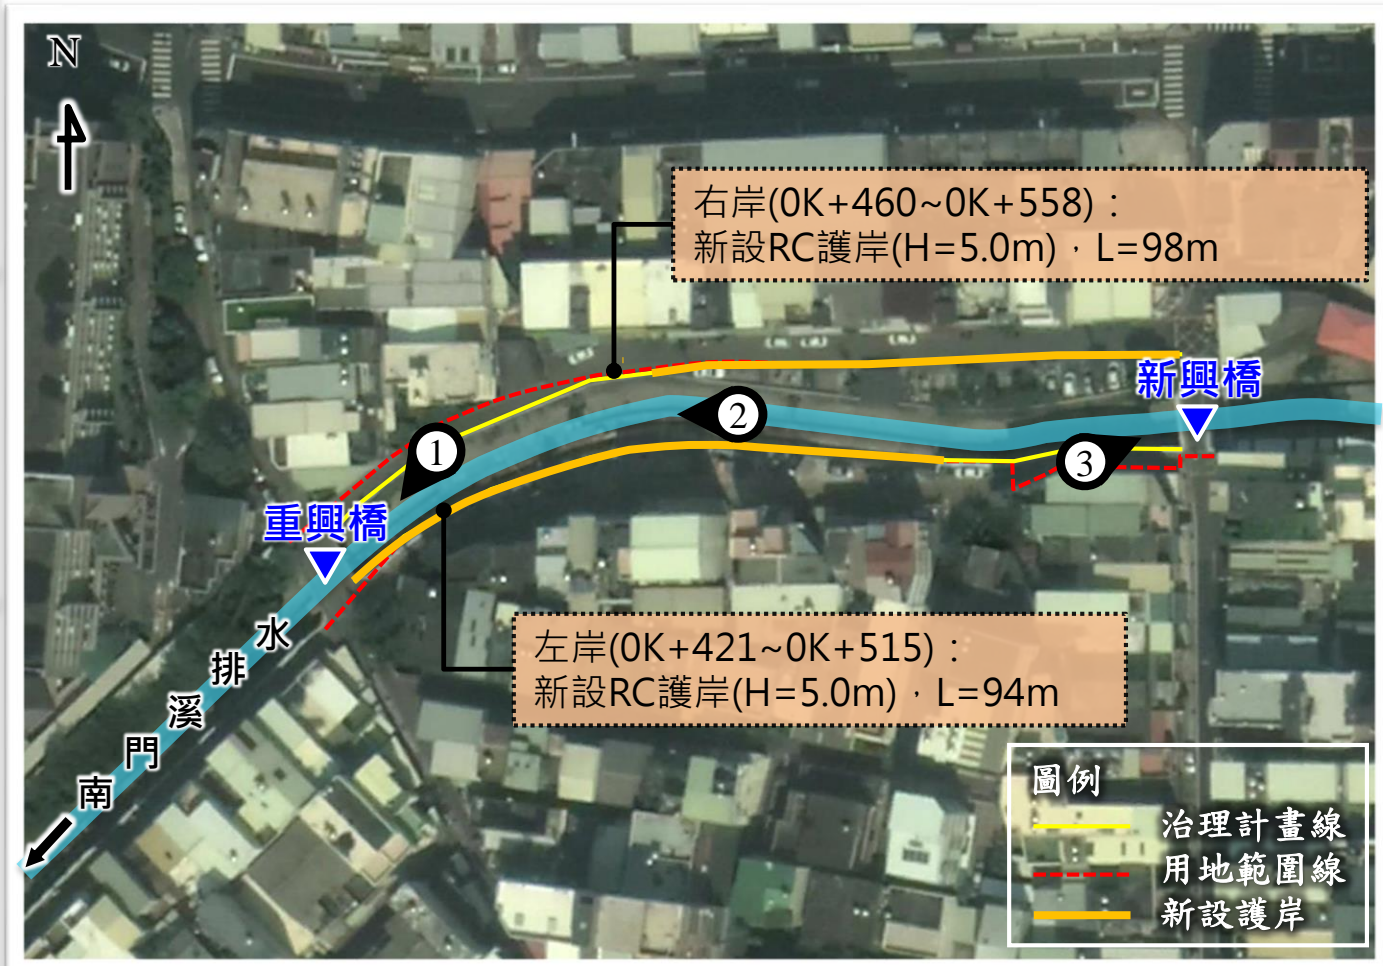 N
右岸(0K+460~0K+558)：
新設RC護岸(H=5.0m)，L=98m
新興橋
2
1
3
重興橋
左岸(0K+421~0K+515)：
新設RC護岸(H=5.0m)，L=94m
南門溪排水
圖例
治理計畫線
用地範圍線
新設護岸